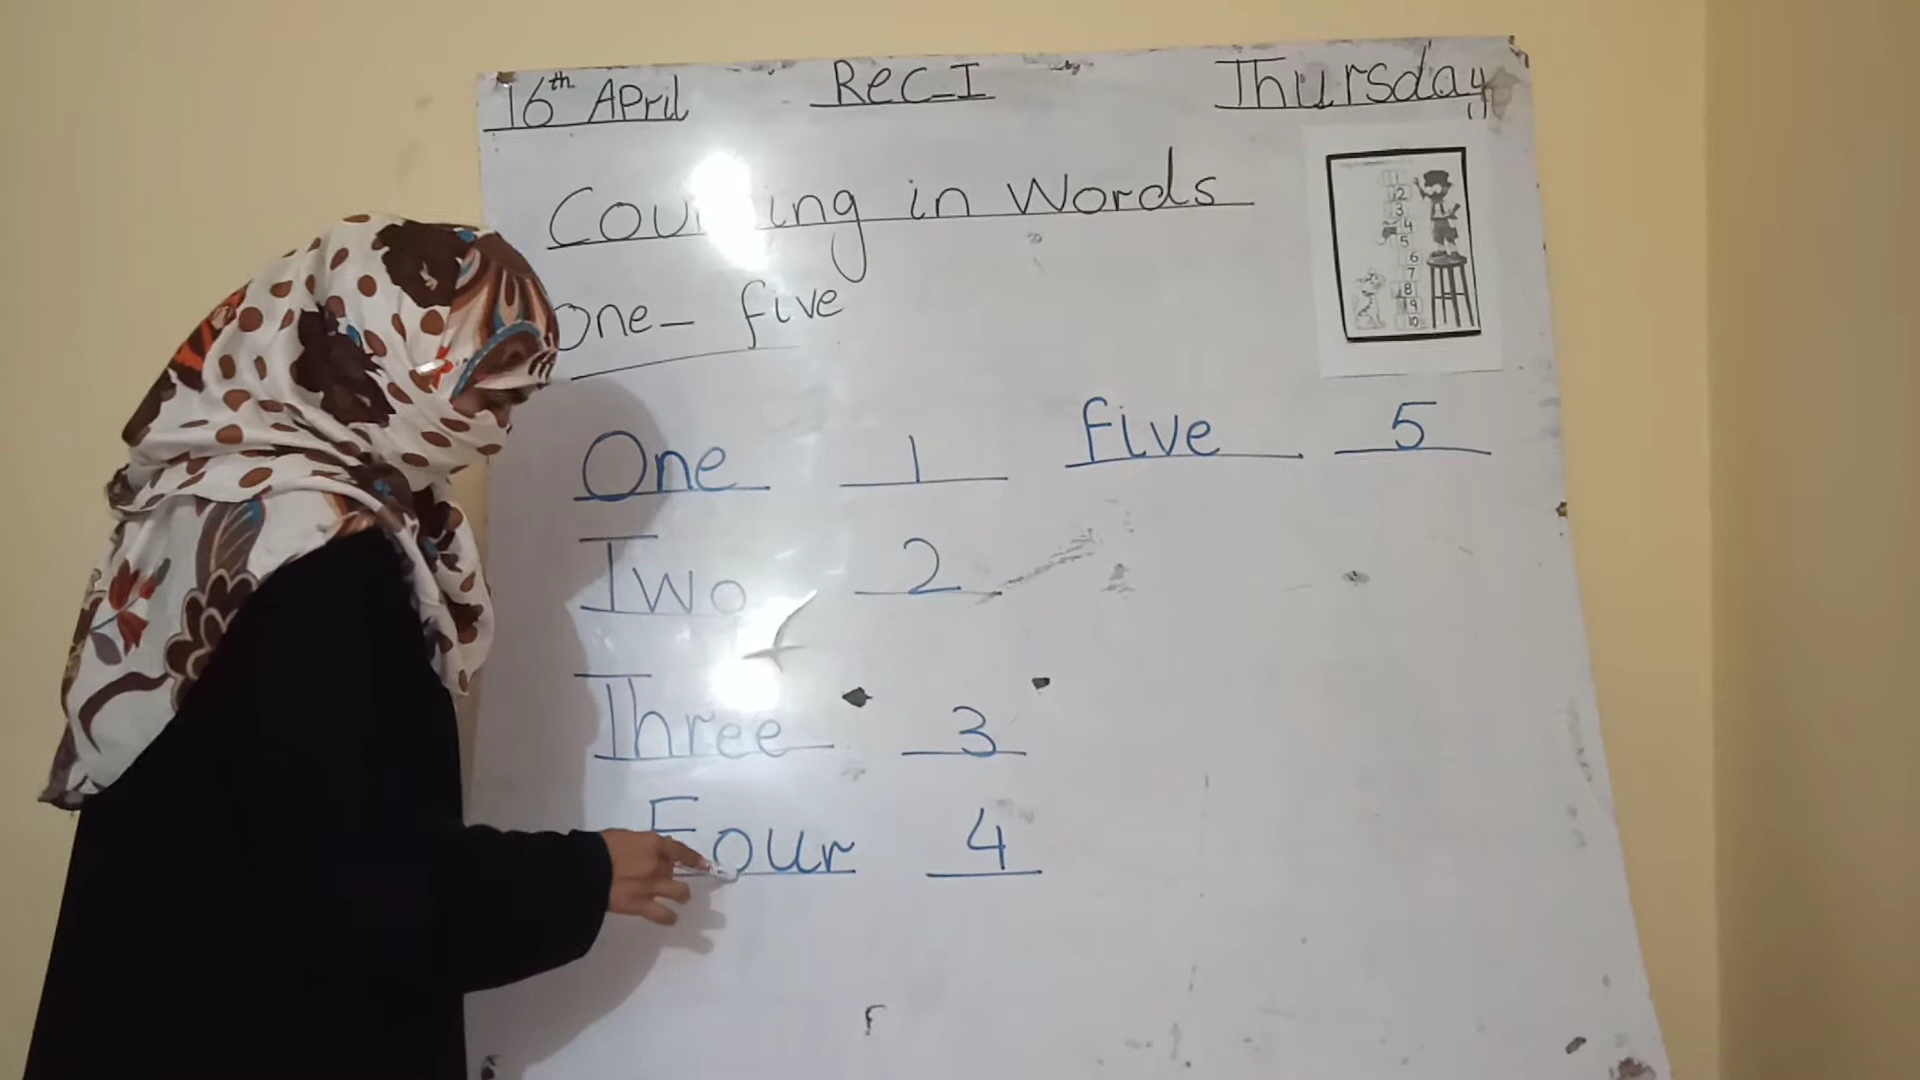 16th April Rec-I Thursday
Counting in Words
One - five
One 1 five 5
Two 2
Three 3
Four 4
1
2
3
4
5
6
7
8
9
10